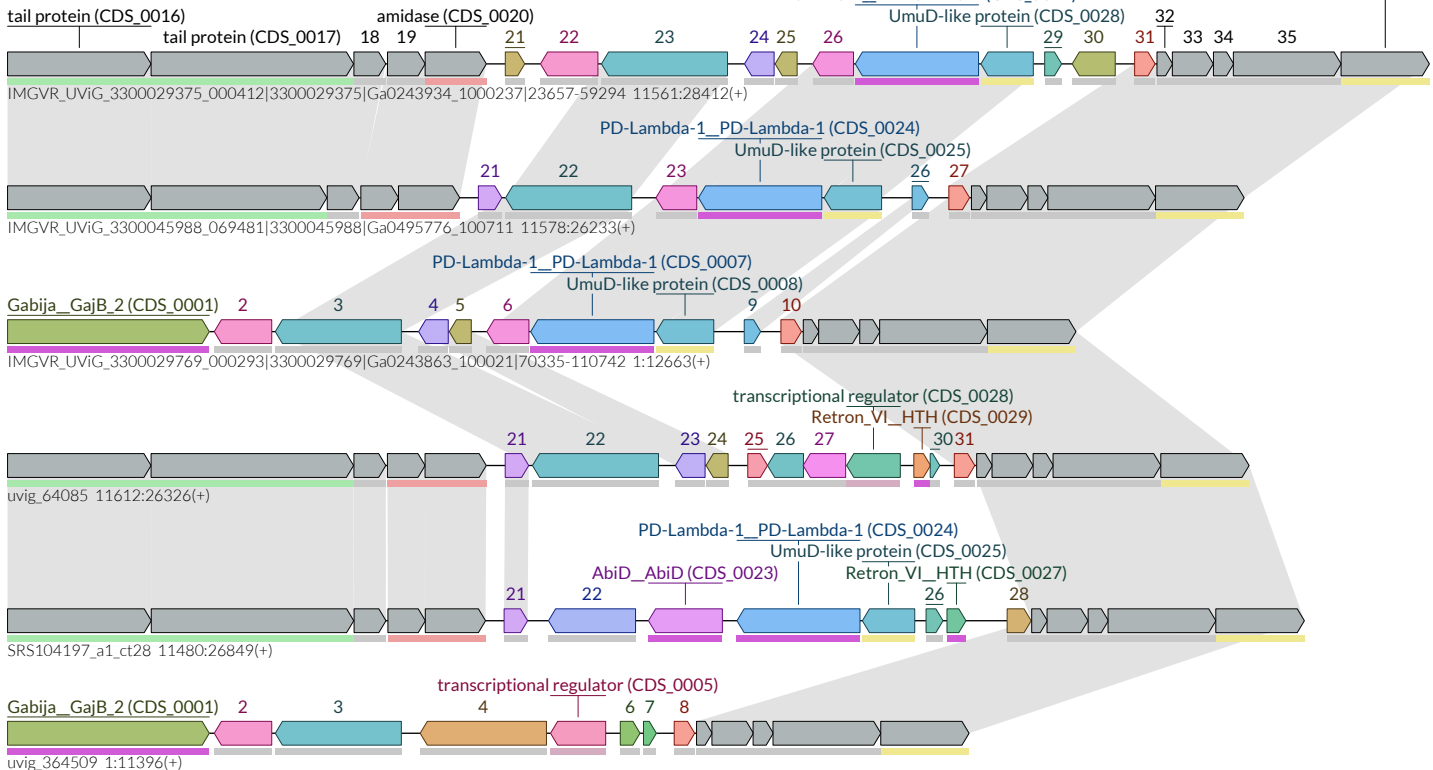 tail protein (CDS_0016) amidase (CDS_0020) UmuD-like protein (CDS_0028) 32
tail protein (CDS_0017) 18 19 21 22 23 24 25 26 29 30 31 33 34 35
IMGVR_UViG_3300029375_000412|3300029375|Ga0243934_1000237|23657-59294 11561:28412(+)
PD-Lambda-1__PD-Lambda-1 (CDS_0024)
UmuD-like protein (CDS_0025)
21 22 23 26 27
IMGVR_UViG_3300045988_069481|3300045988|Ga0495776_100711 11578:26233(+)
PD-Lambda-1__PD-Lambda-1 (CDS_0007)
UmuD-like protein (CDS_0008)
Gabija__GajB_2 (CDS_0001) 2 3 4 5 6 9 10
IMGVR_UViG_3300029769_000293|3300029769|Ga0243863_100021|70335-110742 1:12663(+)
transcriptional regulator (CDS_0028)
Retron_VI__HTH (CDS_0029)
21 22 23 24 25 26 27 30 31
uvig_64085 11612:26326(+)
PD-Lambda-1__PD-Lambda-1 (CDS_0024)
UmuD-like protein (CDS_0025)
AbiD__AbiD (CDS_0023) Retron_VI__HTH (CDS_0027)
21 22 26 28
SRS104197_a1_ct28 11480:26849(+)
transcriptional regulator (CDS_0005)
Gabija__GajB_2 (CDS_0001) 2 3 4 6 7 8
uvig_364509 1:11396(+)